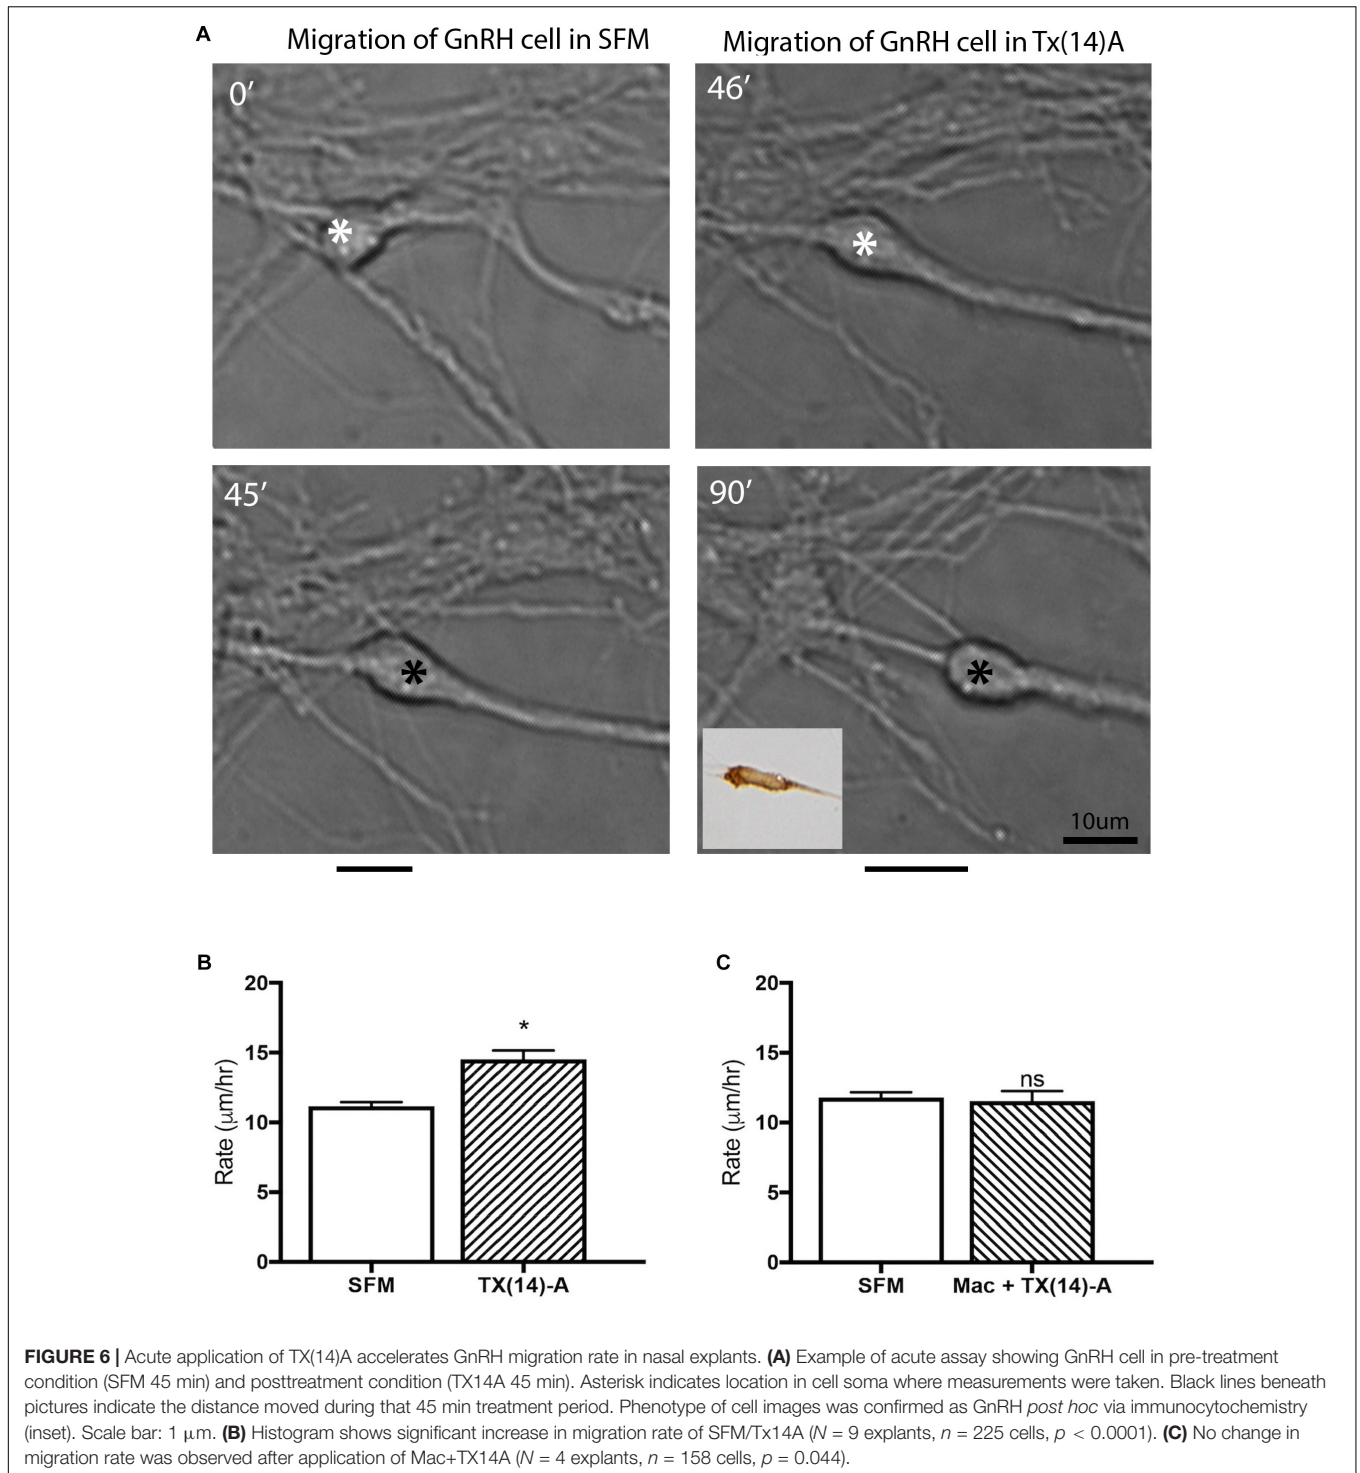 A
Migration of GnRH cell in SFM
Migration of GnRH cell in Tx(14)A
0’
46’
45’
90’
10um
B
20
15
10
5
0
Rate (μm/hr)
*
SFM
TX(14)-A
C
20
15
10
5
0
Rate (μm/hr)
ns
SFM
Mac + TX(14)-A
FIGURE 6 | Acute application of TX(14)A accelerates GnRH migration rate in nasal explants. (A) Example of acute assay showing GnRH cell in pre-treatment
condition (SFM 45 min) and posttreatment condition (TX14A 45 min). Asterisk indicates location in cell soma where measurements were taken. Black lines beneath
pictures indicate the distance moved during that 45 min treatment period. Phenotype of cell images was confirmed as GnRH post hoc via immunocytochemistry
(inset). Scale bar: 1 μm. (B) Histogram shows significant increase in migration rate of SFM/Tx14A (N = 9 explants, n = 225 cells, p < 0.0001). (C) No change in
migration rate was observed after application of Mac+TX14A (N = 4 explants, n = 158 cells, p = 0.044).